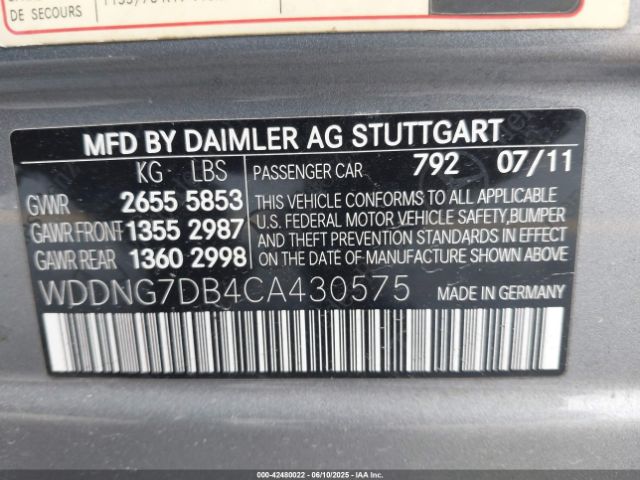 DE SECOURS
MFD BY DAIMLER AG STUTTGART
KG LBS
PASSENGER CAR 792 07/11
GVWR 2655 5853
GAWR FRONT 1355 2987
GAWR REAR 1360 2998
THIS VEHICLE CONFORMS TO ALL APPLICABLE
U.S. FEDERAL MOTOR VEHICLE SAFETY,BUMPER
AND THEFT PREVENTION STANDARDS IN EFFECT
ON THE DATE OF MANUFACTURE SHOWN ABOVE
WDDNG7DB4CA430575 MADE IN GERMANY
000-42480022 - 06/10/2025 - IAAI.COM